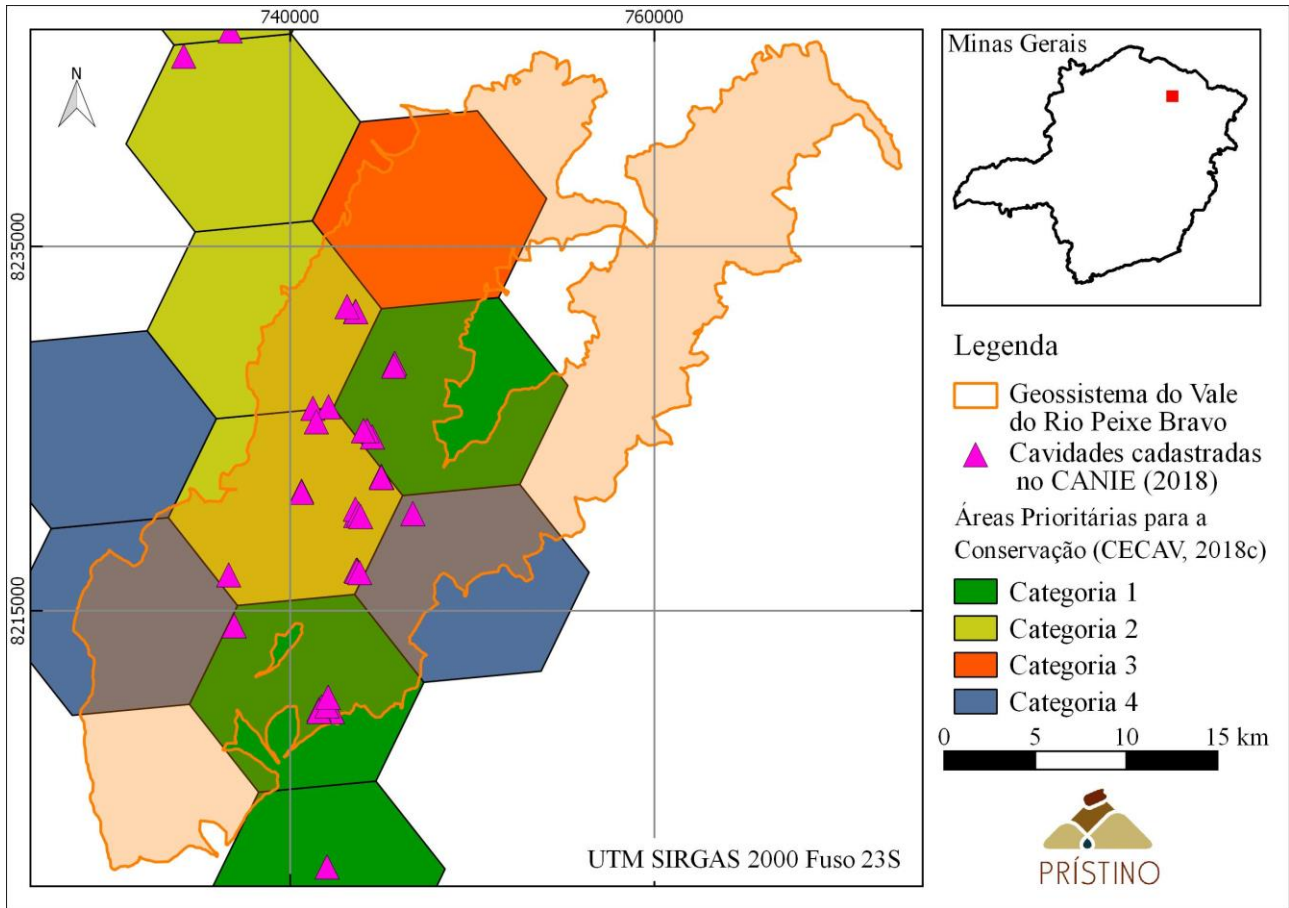 740000
760000
N
8235000
8215000
UTM SIRGAS 2000 Fuso 23S
Minas Gerais
Legenda
Geossistema do Vale
do Rio Peixe Bravo
Cavidades cadastradas
no CANIE (2018)
Áreas Prioritárias para a
Conservação (CECAV, 2018c)
Categoria 1
Categoria 2
Categoria 3
Categoria 4
0 5 10 15 km
PRÍSTINO